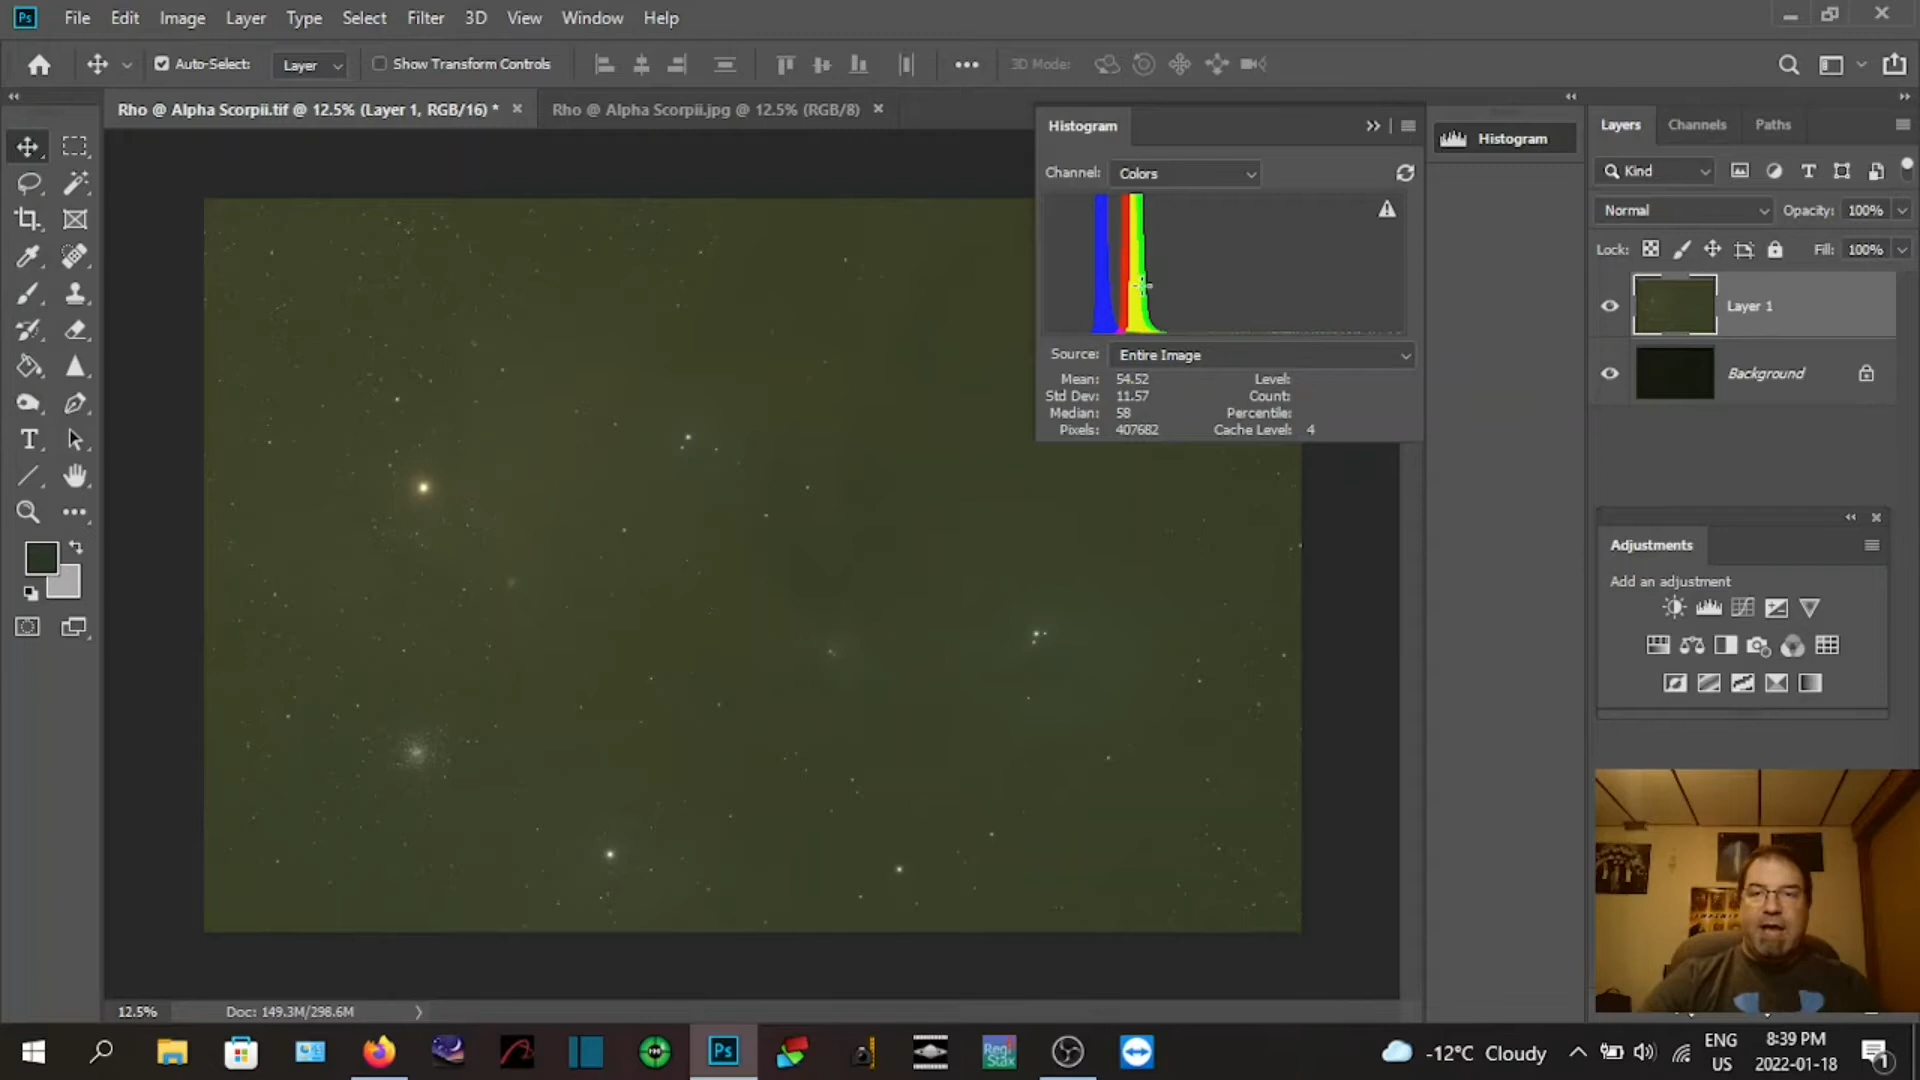 Ps File Edit Image Layer Type Select Filter 3D View Window Help
Auto-Select: Layer Show Transform Controls 3D Mode:
Rho @ Alpha Scorpii.tif @ 12.5% (Layer 1, RGB/16) * Rho @ Alpha Scorpii.jpg @ 12.5% (RGB/8)
Histogram
Channel: Colors
Source: Entire Image
Mean: 54.52 Level:
Std Dev: 11.57 Count:
Median: 58 Percentile:
Pixels: 407682 Cache Level: 4
Histogram
Layers Channels Paths
Kind
Normal Opacity: 100%
Lock: Fill: 100%
Layer 1
Background
Adjustments
Add an adjustment
12.5% Doc: 149.3M/298.6M
Ps
Regi
Stax
-12°C Cloudy
ENG
US
8:39 PM
2022-01-18
1